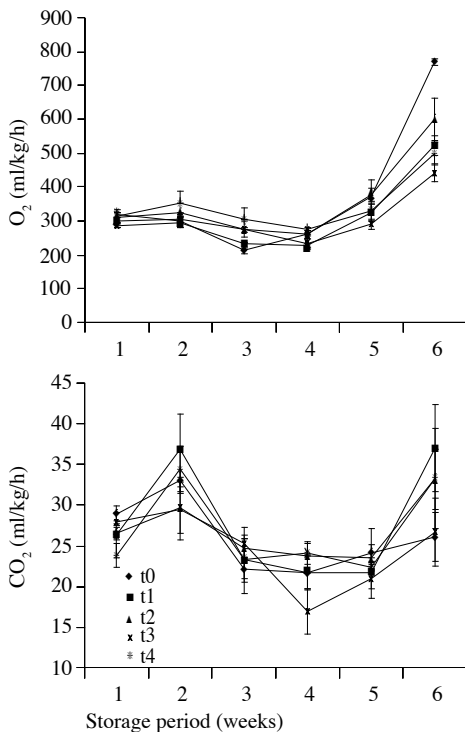 900
800
700
600
500
400
300
200
100
0
O2 (ml/kg/h)
1 2 3 4 5 6
45
40
35
30
25
20
15
10
CO2 (ml/kg/h)
t0
t1
t2
t3
t4
1 2 3 4 5 6
Storage period (weeks)